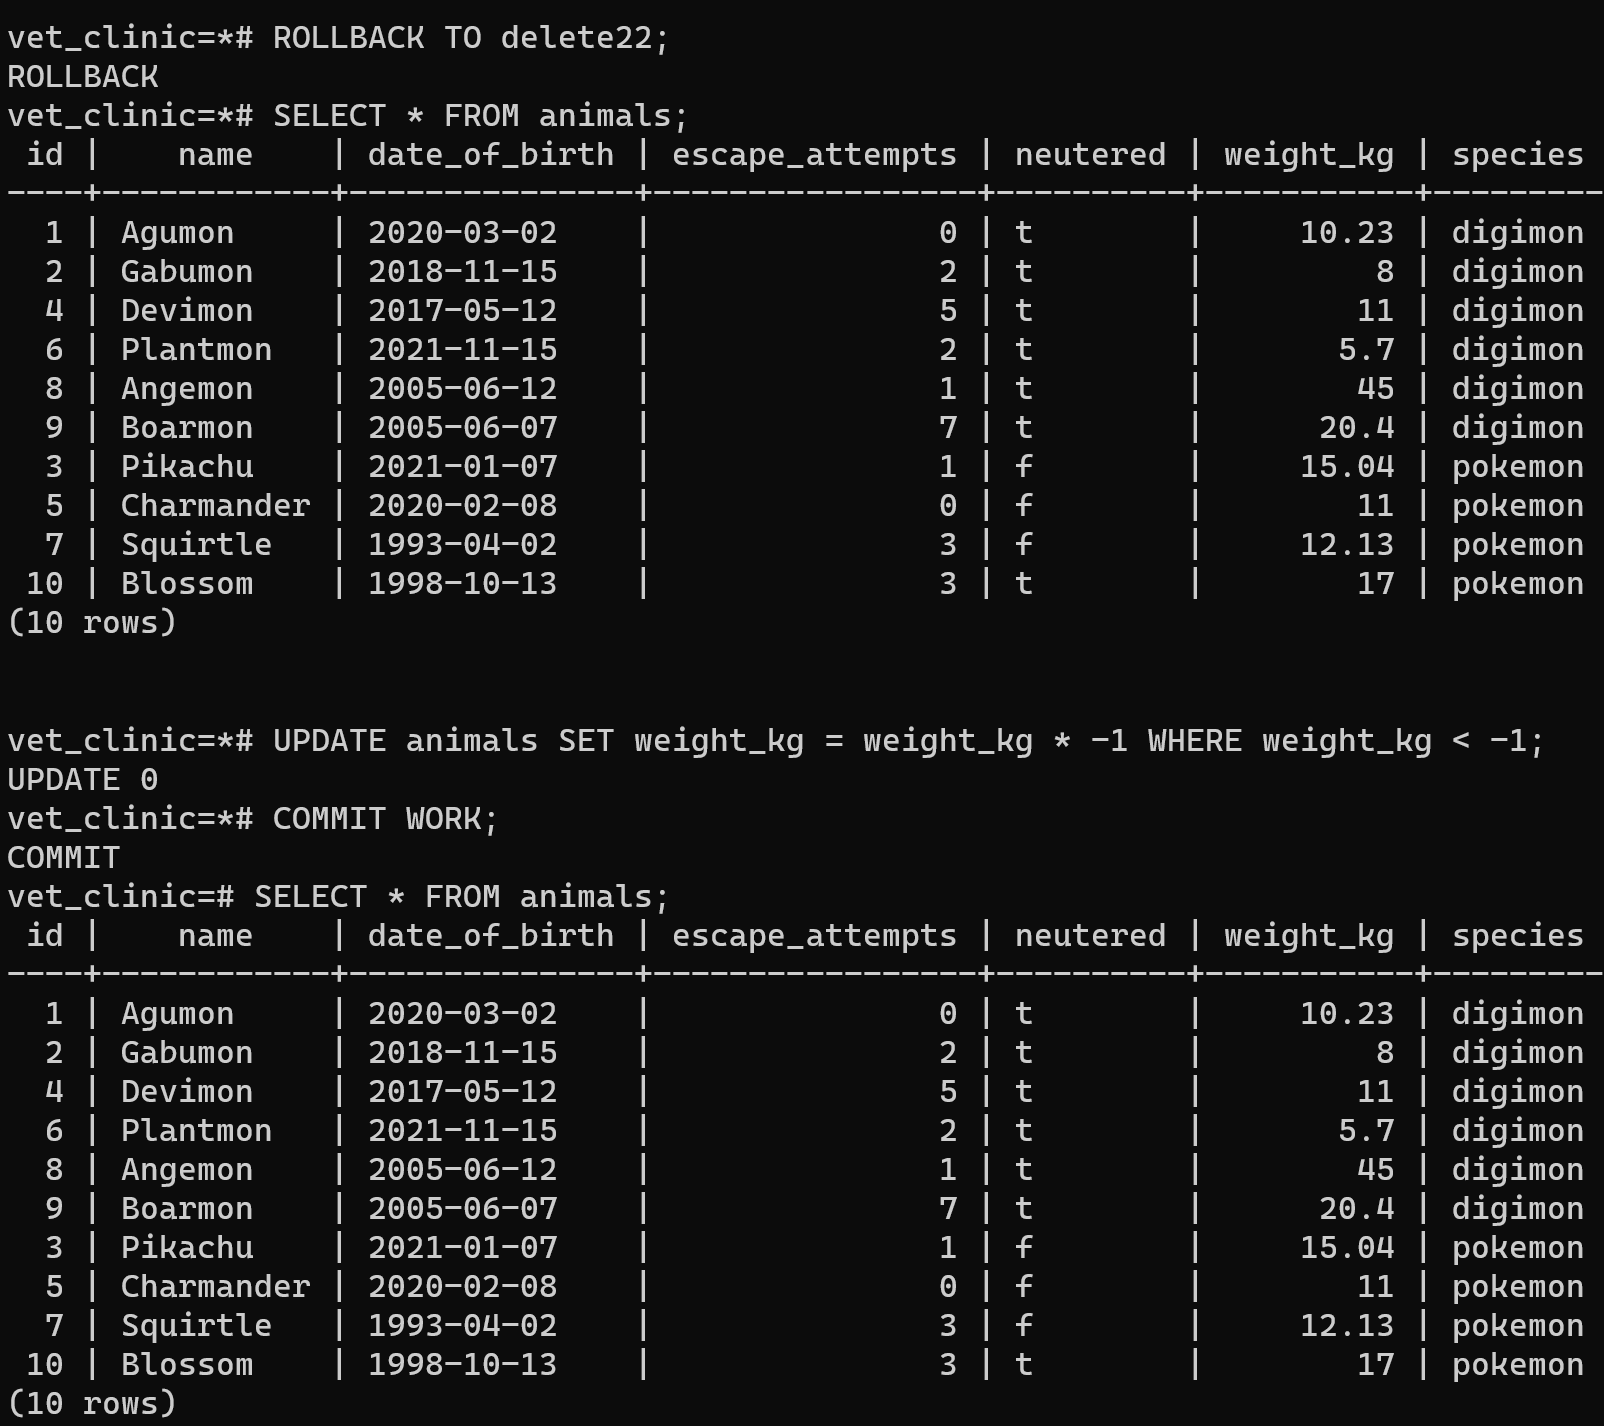 vet_clinic=*# ROLLBACK TO delete22;
ROLLBACK
vet_clinic=*# SELECT * FROM animals;
 id |    name    | date_of_birth | escape_attempts | neutered | weight_kg | species
----+------------+---------------+-----------------+----------+-----------+---------
  1 | Agumon     | 2020-03-02    |               0 | t        |     10.23 | digimon
  2 | Gabumon    | 2018-11-15    |               2 | t        |         8 | digimon
  4 | Devimon    | 2017-05-12    |               5 | t        |        11 | digimon
  6 | Plantmon   | 2021-11-15    |               2 | t        |       5.7 | digimon
  8 | Angemon    | 2005-06-12    |               1 | t        |        45 | digimon
  9 | Boarmon    | 2005-06-07    |               7 | t        |      20.4 | digimon
  3 | Pikachu    | 2021-01-07    |               1 | f        |     15.04 | pokemon
  5 | Charmander | 2020-02-08    |               0 | f        |        11 | pokemon
  7 | Squirtle   | 1993-04-02    |               3 | f        |     12.13 | pokemon
 10 | Blossom    | 1998-10-13    |               3 | t        |        17 | pokemon
(10 rows)
vet_clinic=*# UPDATE animals SET weight_kg = weight_kg * -1 WHERE weight_kg < -1;
UPDATE 0
vet_clinic=*# COMMIT WORK;
COMMIT
vet_clinic=# SELECT * FROM animals;
 id |    name    | date_of_birth | escape_attempts | neutered | weight_kg | species
----+------------+---------------+-----------------+----------+-----------+---------
  1 | Agumon     | 2020-03-02    |               0 | t        |     10.23 | digimon
  2 | Gabumon    | 2018-11-15    |               2 | t        |         8 | digimon
  4 | Devimon    | 2017-05-12    |               5 | t        |        11 | digimon
  6 | Plantmon   | 2021-11-15    |               2 | t        |       5.7 | digimon
  8 | Angemon    | 2005-06-12    |               1 | t        |        45 | digimon
  9 | Boarmon    | 2005-06-07    |               7 | t        |      20.4 | digimon
  3 | Pikachu    | 2021-01-07    |               1 | f        |     15.04 | pokemon
  5 | Charmander | 2020-02-08    |               0 | f        |        11 | pokemon
  7 | Squirtle   | 1993-04-02    |               3 | f        |     12.13 | pokemon
 10 | Blossom    | 1998-10-13    |               3 | t        |        17 | pokemon
(10 rows)